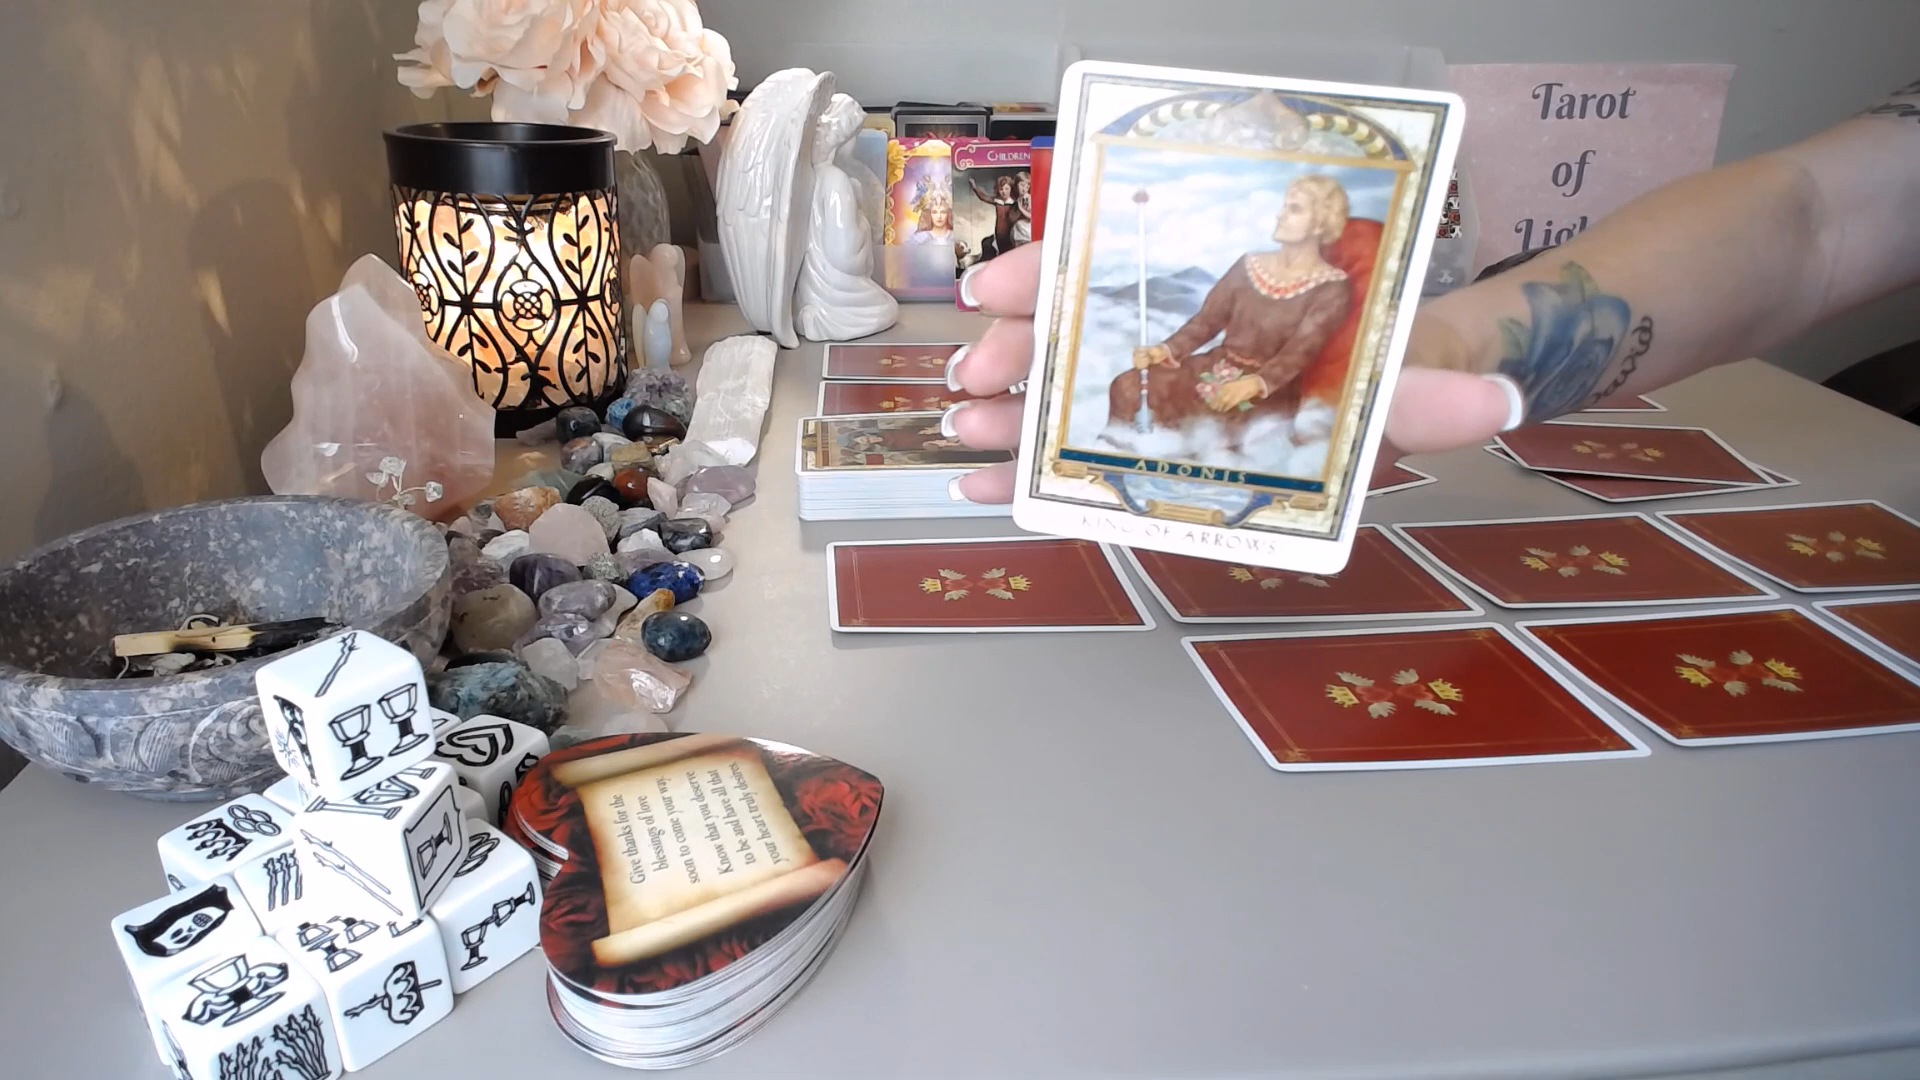 Tarot
of
CHILDREN
ADONIS
KING OF ARROWS
Give thanks for the
blessings of love
soon to come your way.
Know that you deserve
to be and have all that
your heart truly desires.